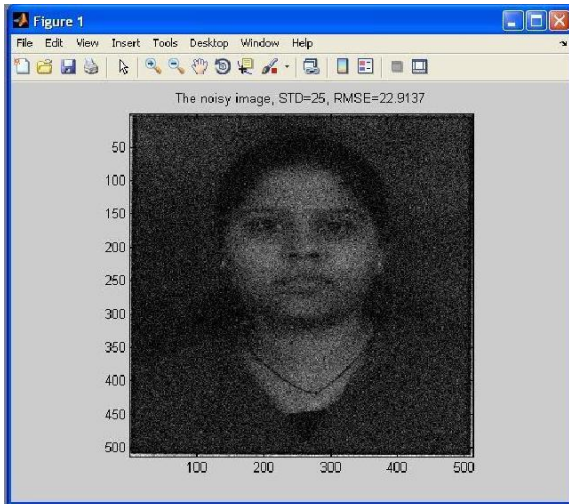 Figure 1
File Edit View Insert Tools Desktop Window Help
The noisy image, STD=25, RMSE=22.9137
50
100
150
200
250
300
350
400
450
500
100 200 300 400 500